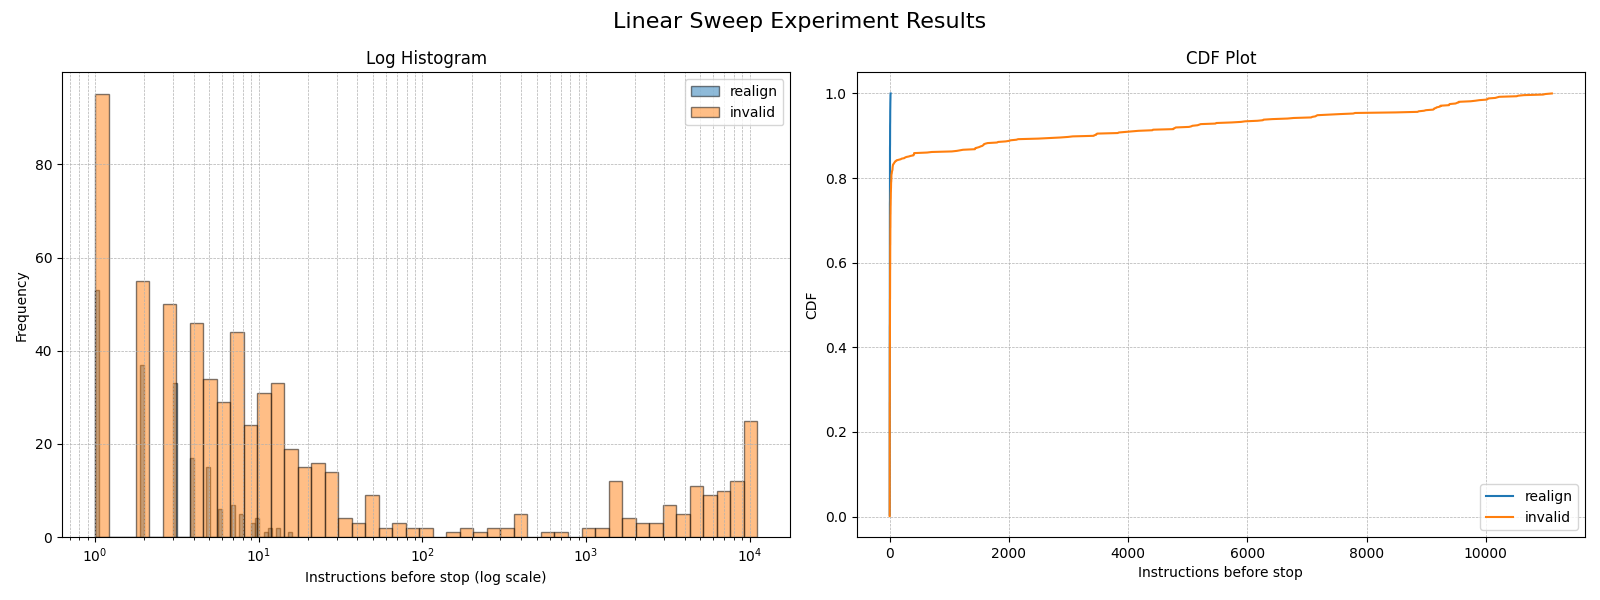 Linear Sweep Experiment Results
Log Histogram
realign
invalid
80
60
40
20
0
Frequency
10⁰
10¹
10²
10³
10⁴
Instructions before stop (log scale)
CDF Plot
1.0
0.8
0.6
0.4
0.2
0.0
CDF
realign
invalid
0
2000
4000
6000
8000
10000
Instructions before stop